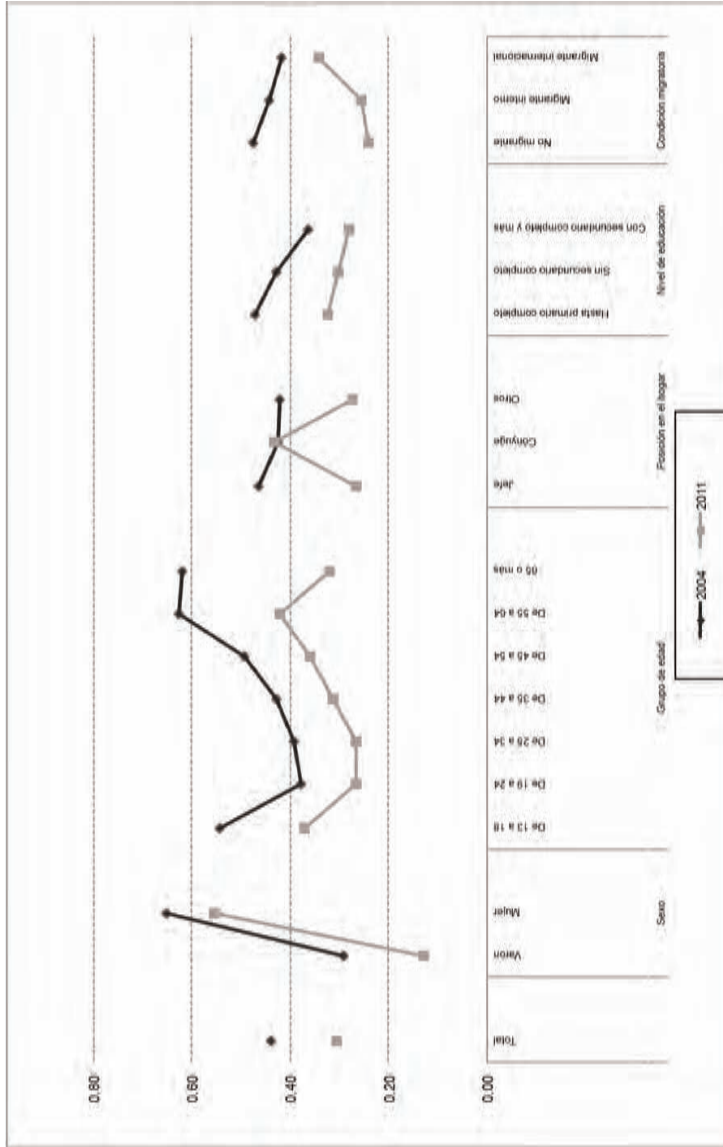 0.80
0.60
0.40
0.20
0.00
Total
Varon
Mujer
De 13 a 18
De 19 a 24
De 25 a 34
De 35 a 44
De 45 a 54
De 55 a 64
65 o más
Jefe
Cónyuge
Otros
Hasta primario completo
Sin secundario completo
Con secundario completo y más
No migrante
Migrante interno
Migrante internacional
Sexo
Grupo de edad
Posición en el hogar
Nivel de educación
Condición migratoria
2004
2011